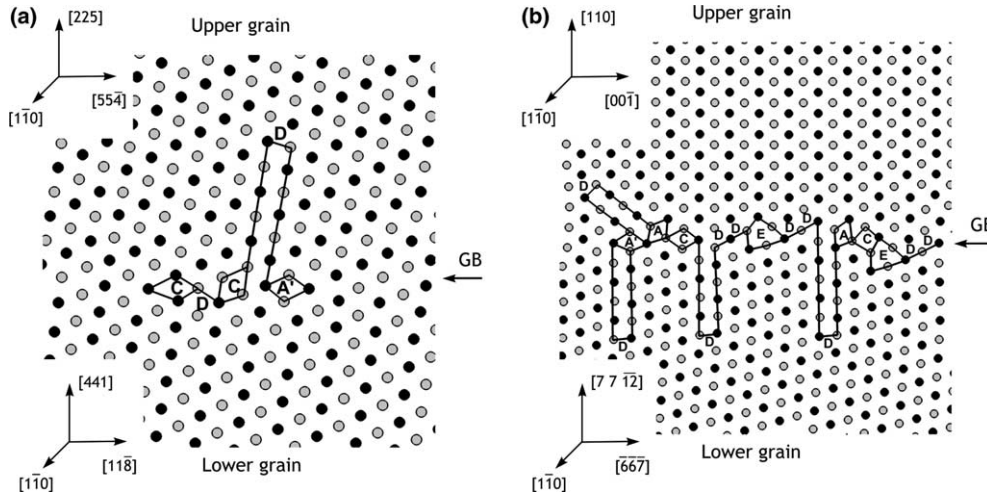 (a)
[225]
Upper grain
[554̄]
[11̄0]
D
C
D
C
A'
GB
[441]
[118̄]
[11̄0]
Lower grain
(b)
[110]
Upper grain
[001̄]
[11̄0]
D
A'
A
C
D
D
E
D
D
A
C
E
D
D
GB
D
D
D
[7 7 1̄2̄]
[6̄6̄7̄]
[11̄0]
Lower grain